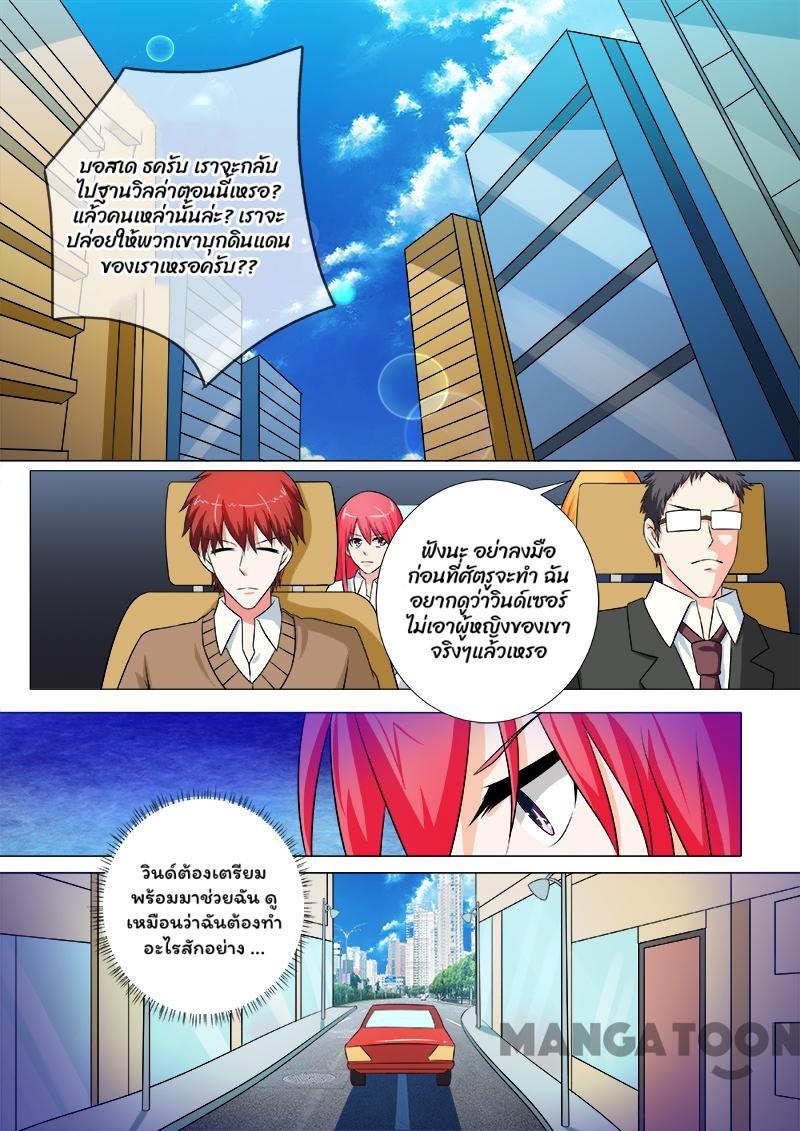 บอสเด ธครับ เราจะกลับ
ไปฐานวิลล่าตอนนี้เหรอ?
แล้วคนเหล่านั้นล่ะ? เราจะ
ปล่อยให้พวกเขาบุกดินแดน
ของเราเหรอครับ??
ฟังนะ อย่าลงมือ
ก่อนที่ศัตรูจะทำ ฉัน
อยากดูว่าวินด์เซอร์
ไม่เอาผู้หญิงของเขา
จริงๆแล้วเหรอ
วินด์ต้องเตรียม
พร้อมมาช่วยฉัน ดู
เหมือนว่าฉันต้องทำ
อะไรสักอย่าง ...
MANGATOON